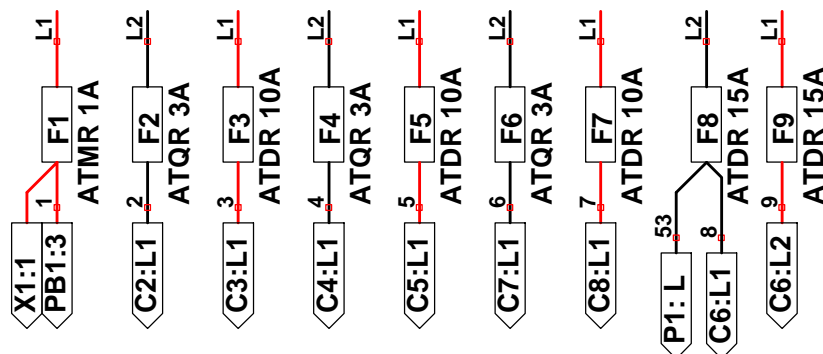 L1
F1
ATMR 1A
1
X1:1
PB1:3
L2
F2
ATQR 3A
2
C2:L1
L1
F3
ATDR 10A
3
C3:L1
L2
F4
ATQR 3A
4
C4:L1
L1
F5
ATDR 10A
5
C5:L1
L2
F6
ATQR 3A
6
C7:L1
L1
F7
ATDR 10A
7
C8:L1
L2
F8
ATDR 15A
53
8
P1: L
C6:L1
L1
F9
ATDR 15A
9
C6:L2